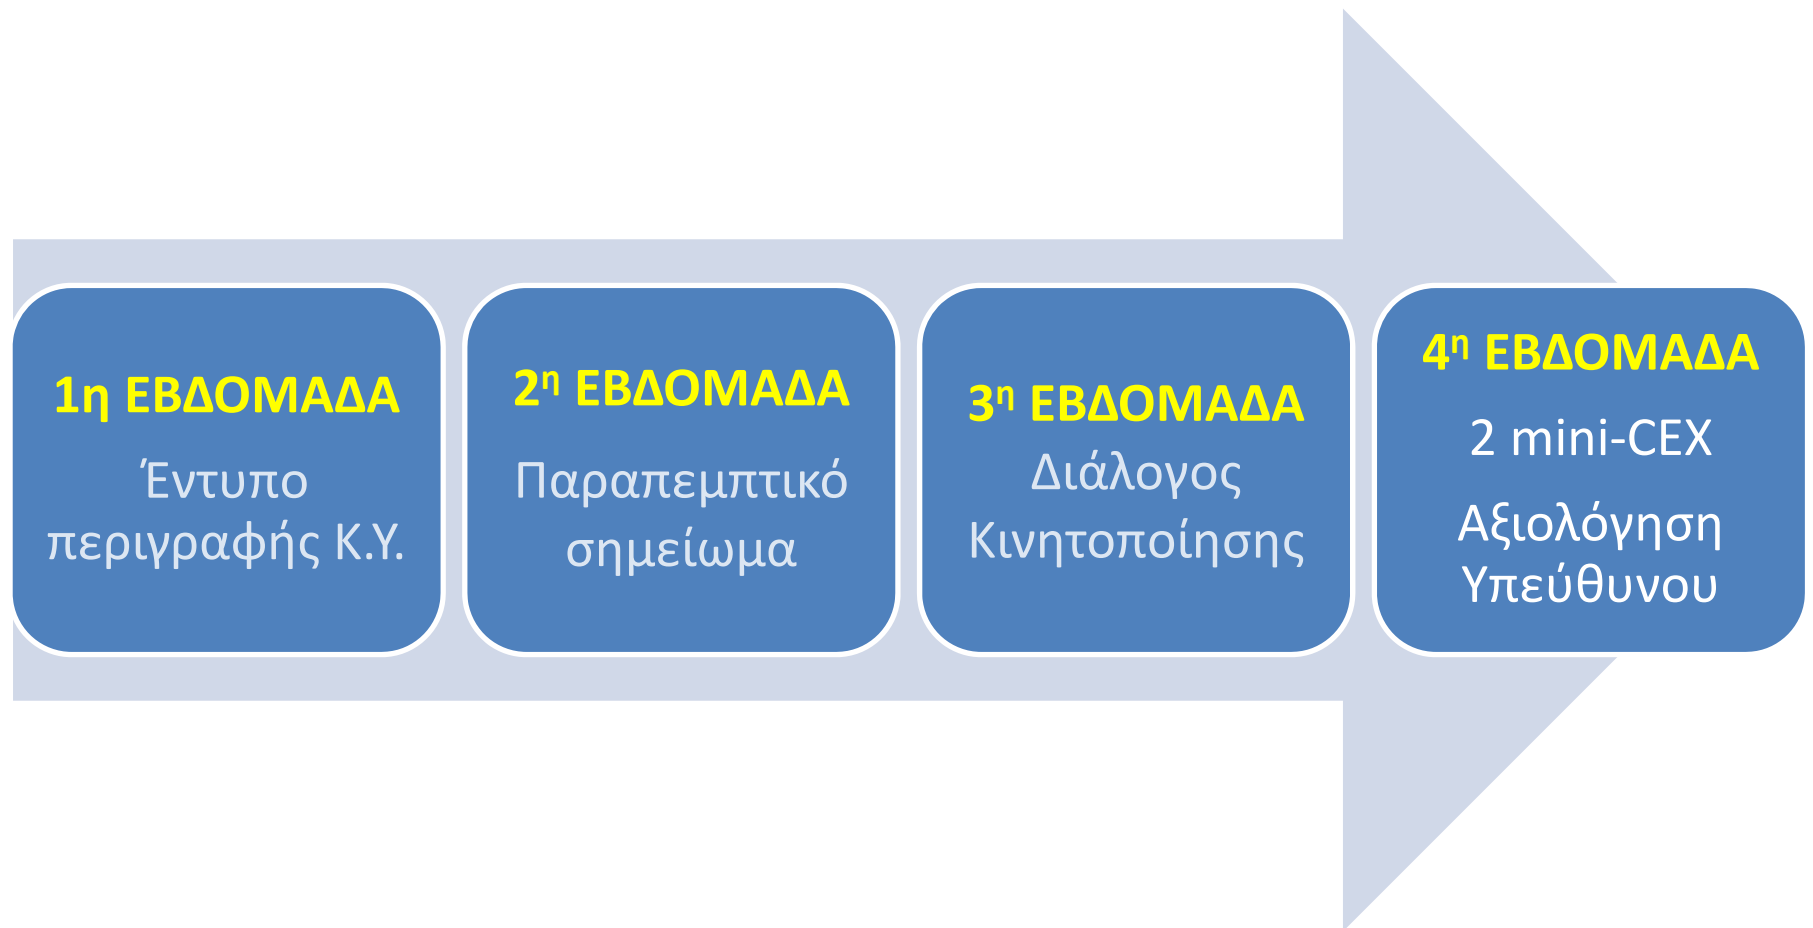 1η ΕΒΔΟΜΑΔΑ
Έντυπο
περιγραφής Κ.Υ.
2η ΕΒΔΟΜΑΔΑ
Παραπεμπτικό
σημείωμα
3η ΕΒΔΟΜΑΔΑ
Διάλογος
Κινητοποίησης
4η ΕΒΔΟΜΑΔΑ
2 mini-CEX
Αξιολόγηση
Υπεύθυνου